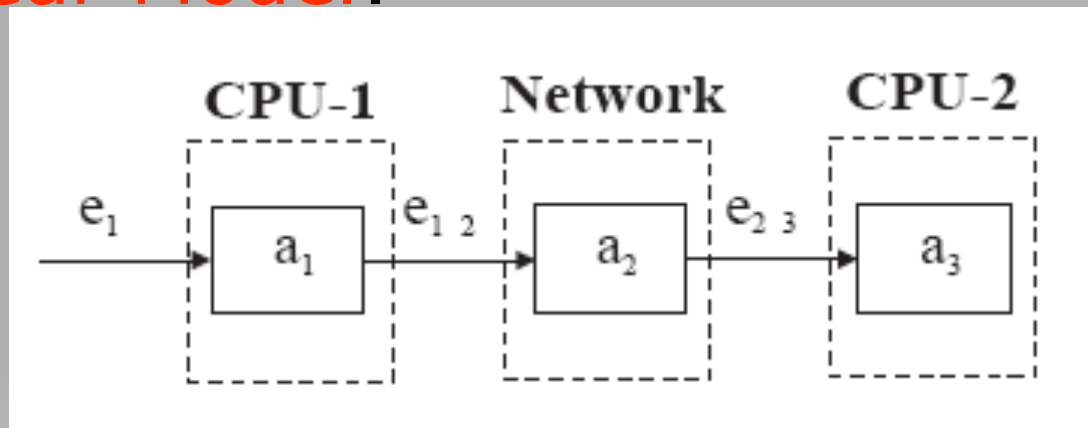 CPU-1 Network CPU-2
e₁ e₁ ₂ e₂ ₃
a₁ a₂ a₃